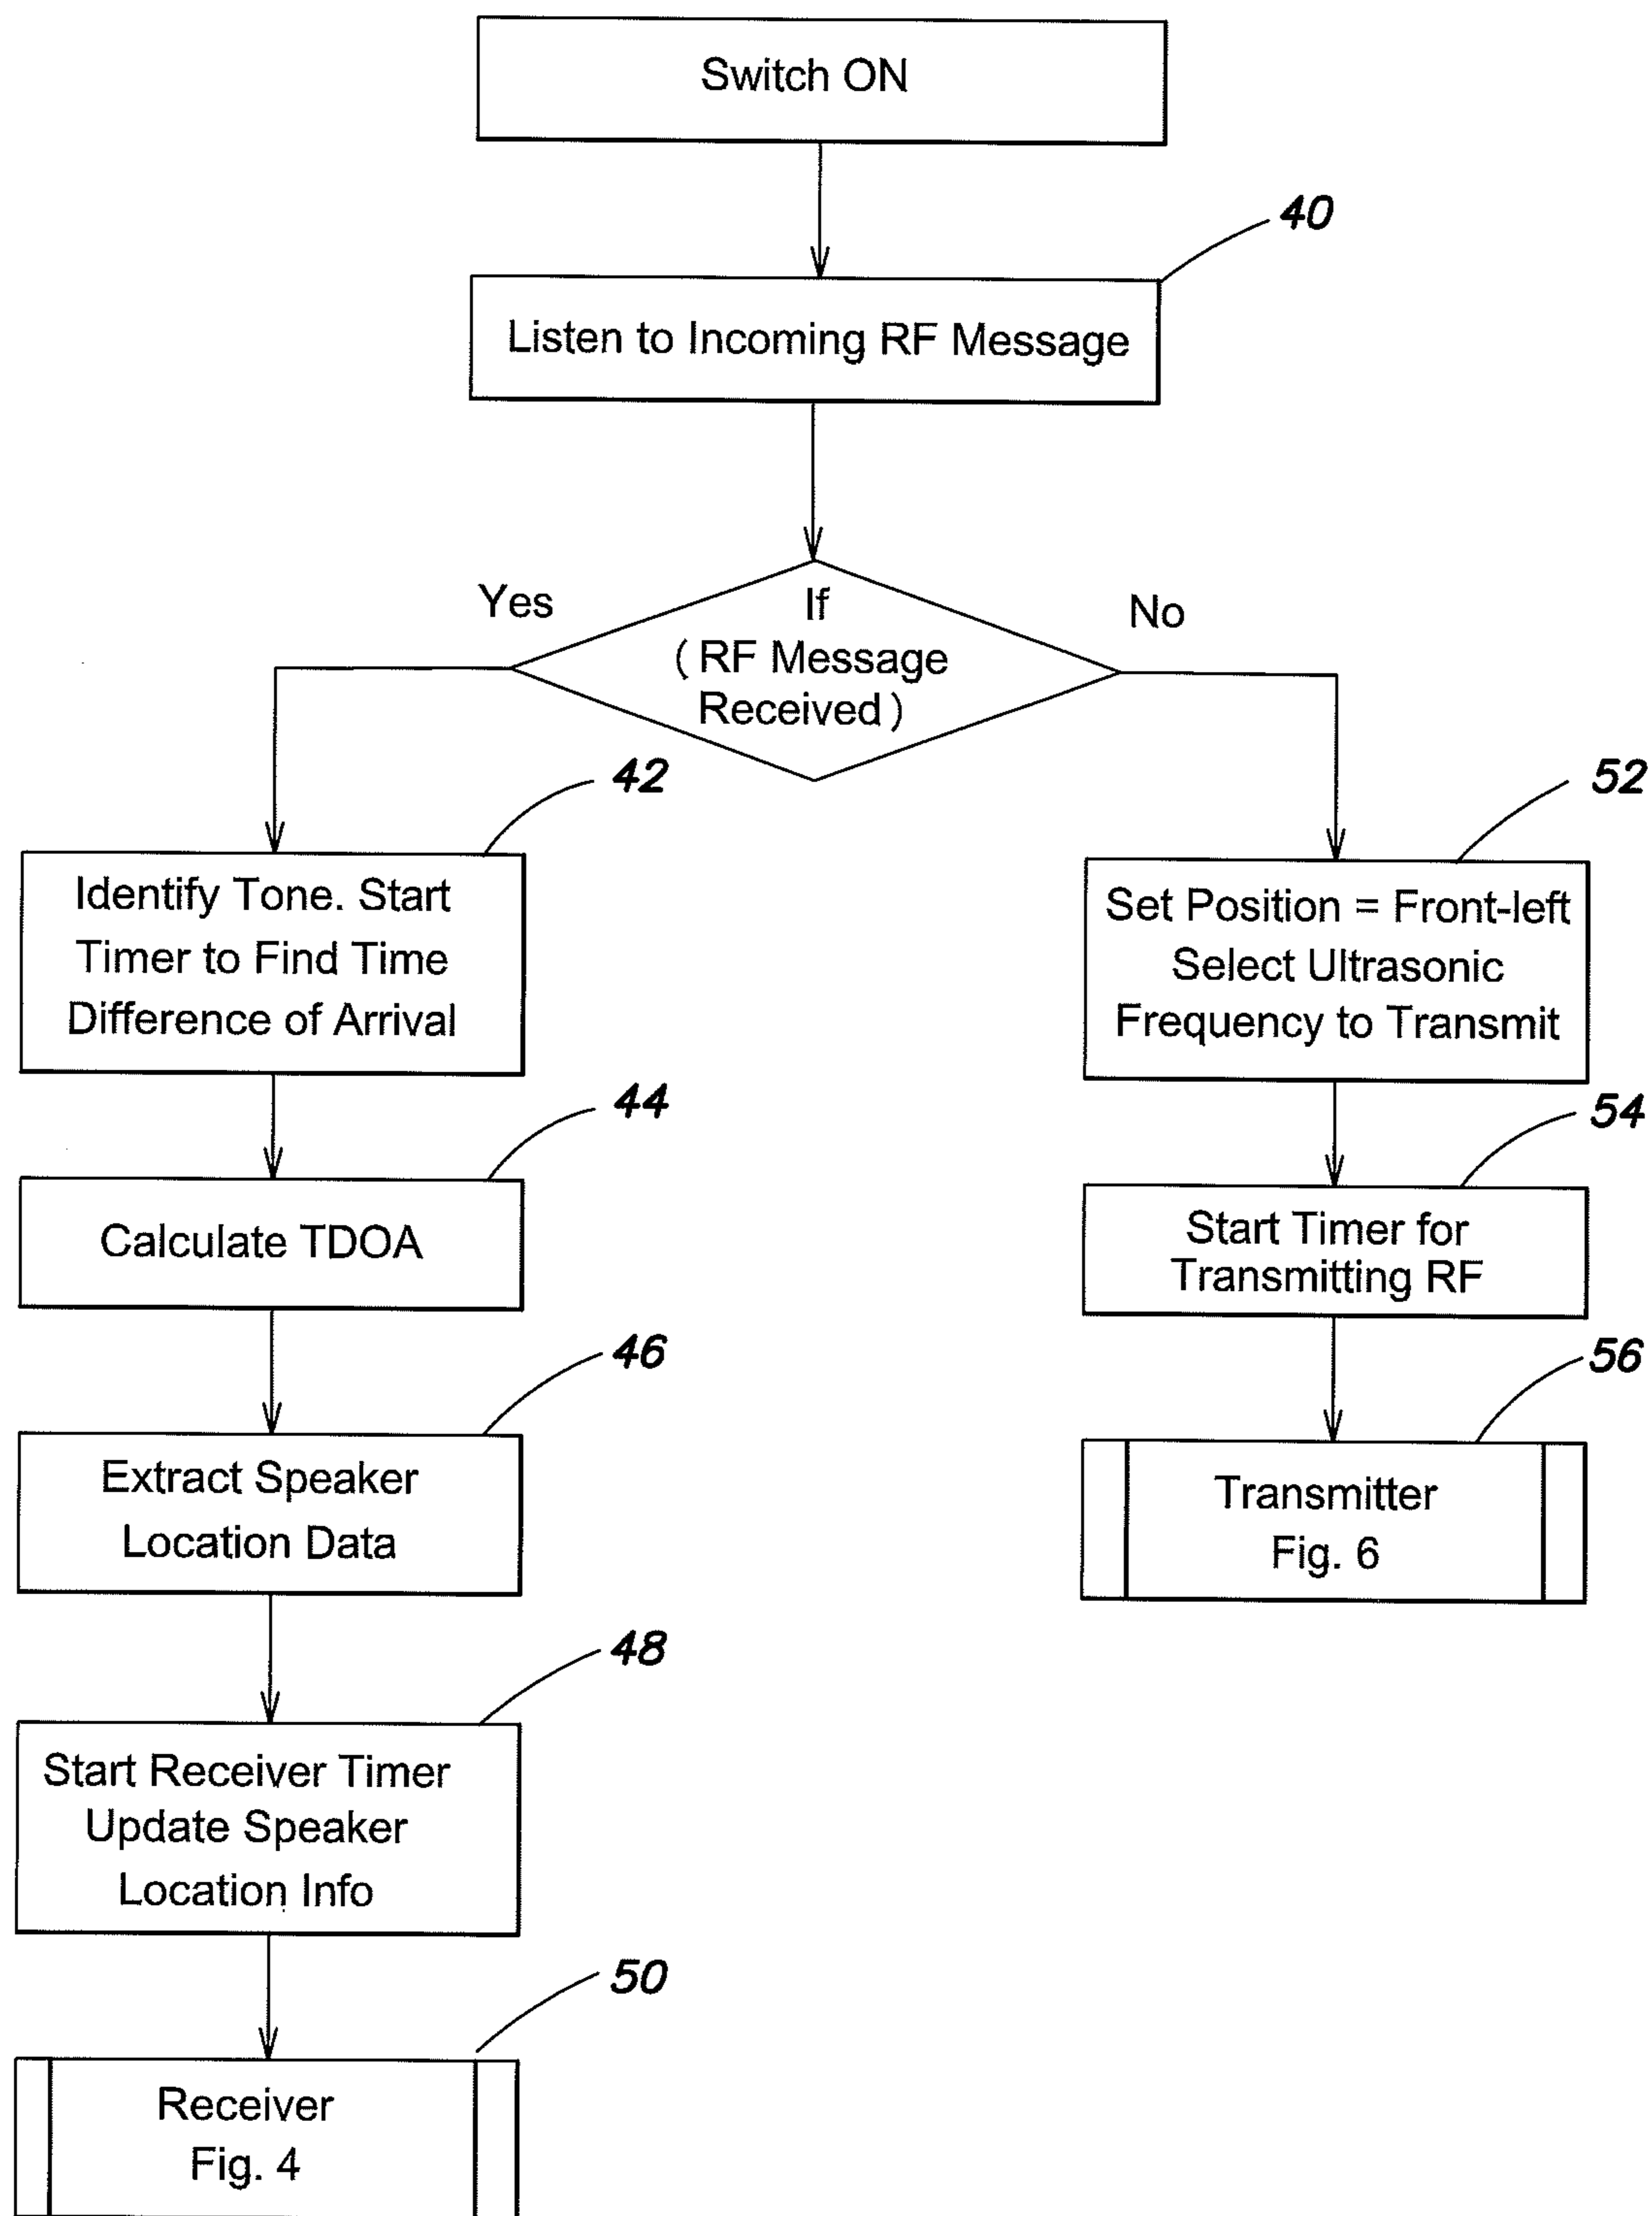 Switch ON
40
Listen to Incoming RF Message
Yes
If
No
(RF Message
Received)
42
Identify Tone. Start
Timer to Find Time
Difference of Arrival
52
Set Position = Front-left
Select Ultrasonic
Frequency to Transmit
44
Calculate TDOA
54
Start Timer for
Transmitting RF
46
Extract Speaker
Location Data
56
Transmitter
Fig. 6
48
Start Receiver Timer
Update Speaker
Location Info
50
Receiver
Fig. 4